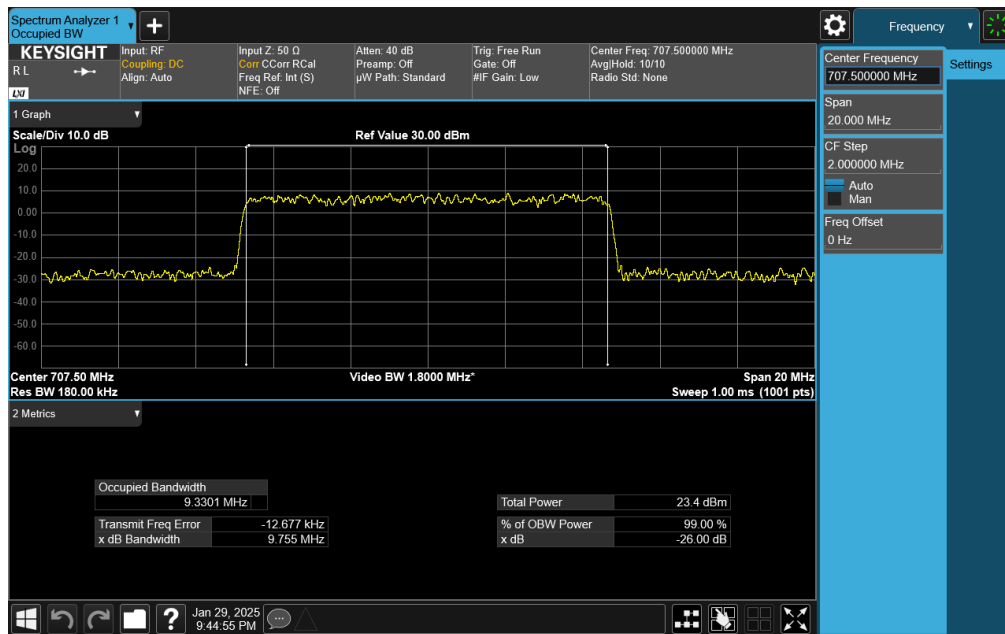 Spectrum Analyzer 1
Occupied BW
+
Frequency
KEYSIGHT
R L
LXI
Input: RF
Coupling: DC
Align: Auto
Input Z: 50 Ω
Corr CCorr RCal
Freq Ref: Int (S)
NFE: Off
Atten: 40 dB
Preamp: Off
µW Path: Standard
Trig: Free Run
Gate: Off
#IF Gain: Low
Center Freq: 707.500000 MHz
Avg|Hold: 10/10
Radio Std: None
Center Frequency
707.500000 MHz
Settings
Span
20.000 MHz
CF Step
2.000000 MHz
Auto
Man
Freq Offset
0 Hz
1 Graph
Scale/Div 10.0 dB
Ref Value 30.00 dBm
Log
20.0
10.0
0.00
-10.0
-20.0
-30.0
-40.0
-50.0
-60.0
Center 707.50 MHz
Video BW 1.8000 MHz*
Span 20 MHz
Res BW 180.00 kHz
Sweep 1.00 ms (1001 pts)
2 Metrics
Occupied Bandwidth
9.3301 MHz
Total Power 23.4 dBm
Transmit Freq Error -12.677 kHz
% of OBW Power 99.00 %
x dB Bandwidth 9.755 MHz
x dB -26.00 dB
?
Jan 29, 2025
9:44:55 PM